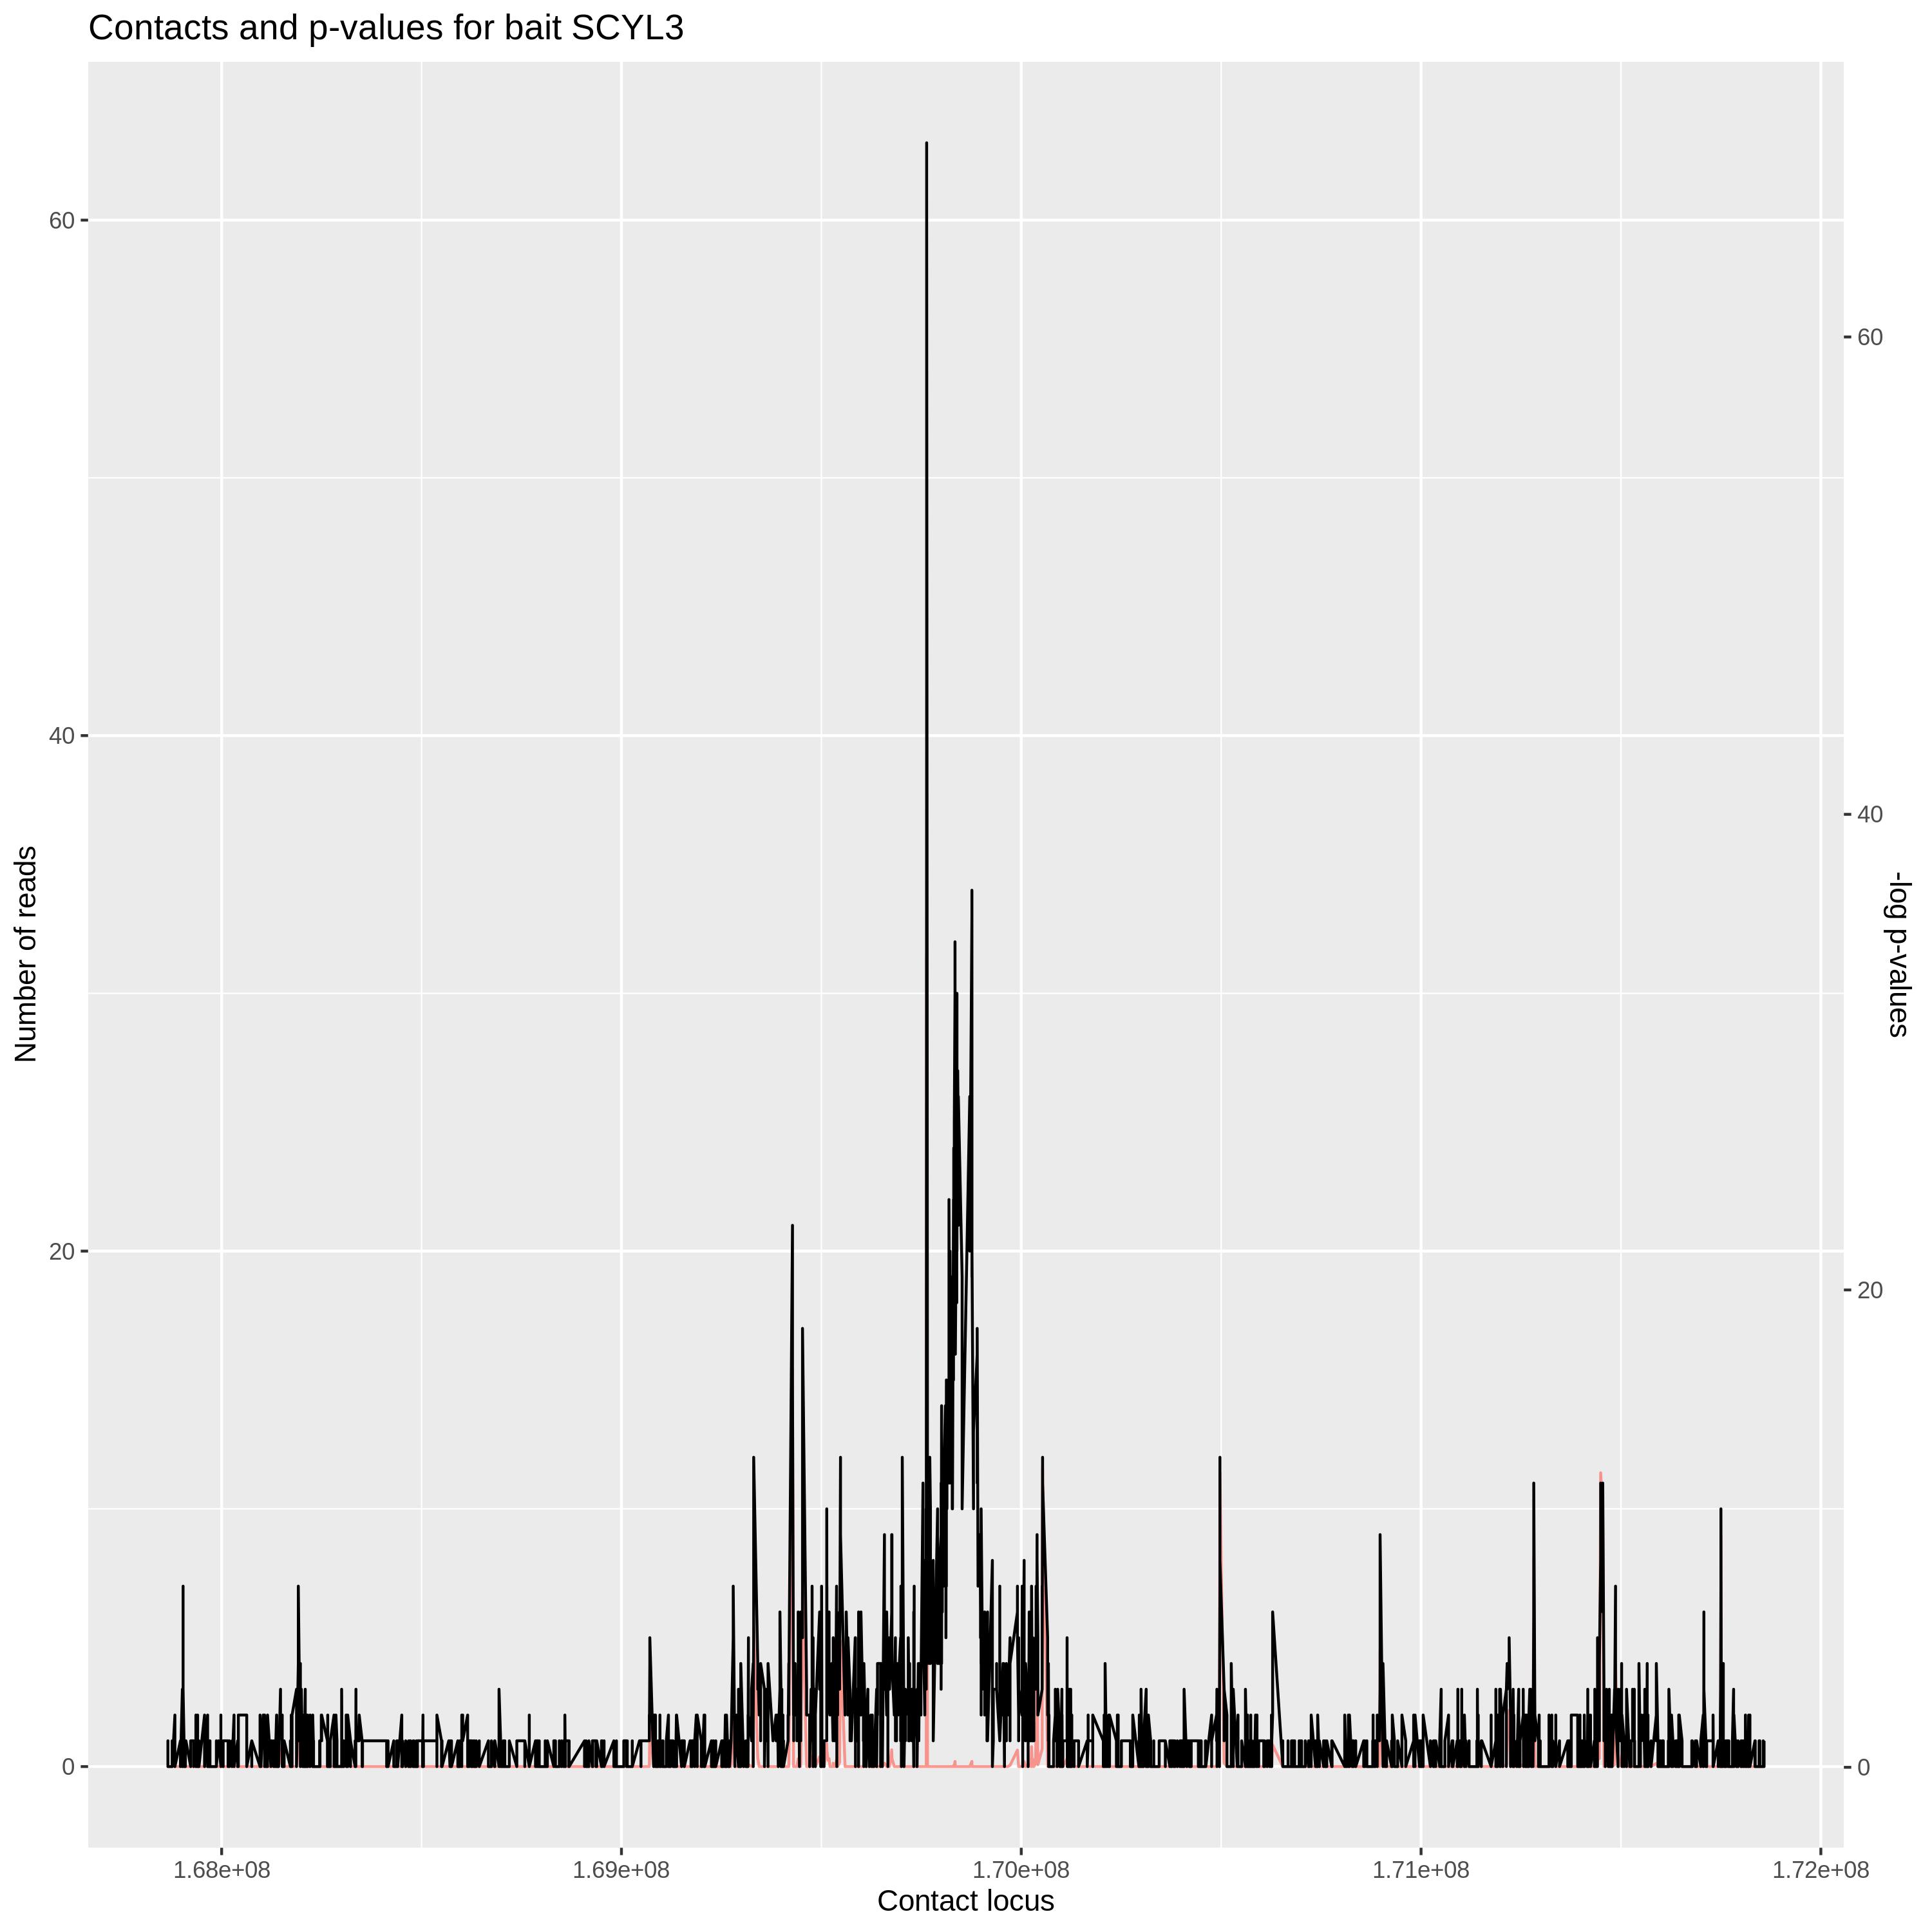 Contacts and p-values for bait SCYL3
60
40
20
0
Number of reads
60
40
20
0
-log p-values
1.68e+08
1.69e+08
1.70e+08
1.71e+08
1.72e+08
Contact locus